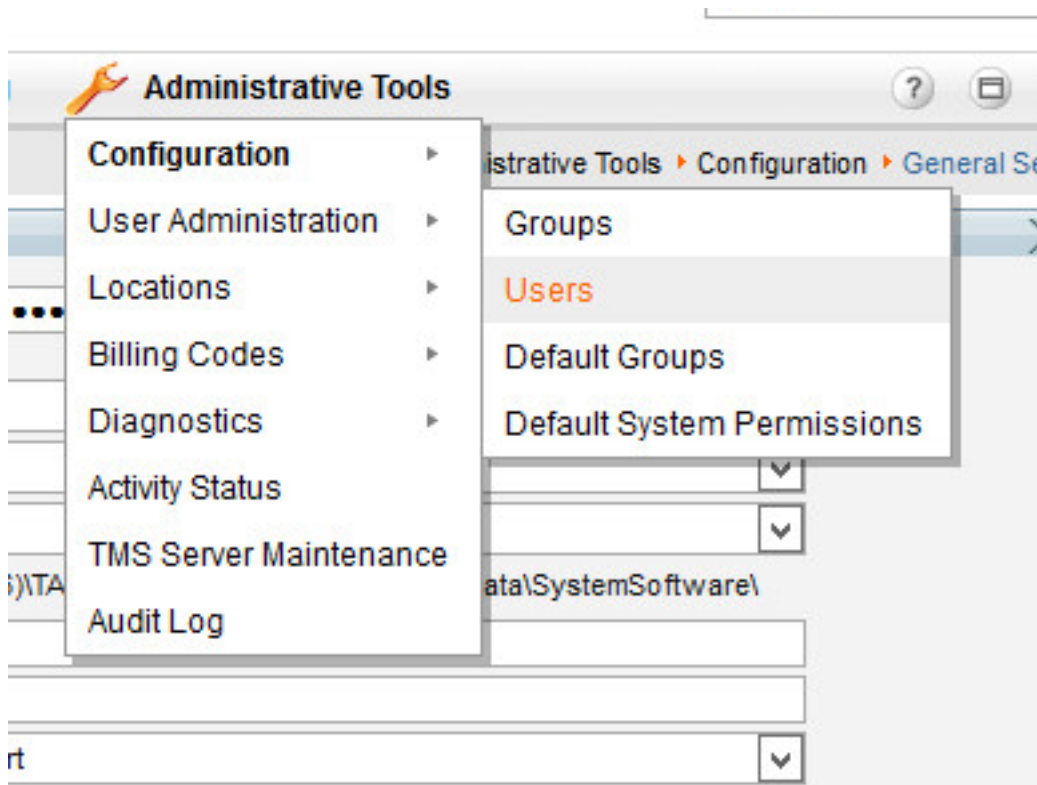 Administrative Tools
?
Configuration
istrative Tools Configuration General Se
User Administration
Groups
Locations
Users
Billing Codes
Default Groups
Diagnostics
Default System Permissions
Activity Status
TMS Server Maintenance
)\TA
ata\SystemSoftware\
Audit Log
rt